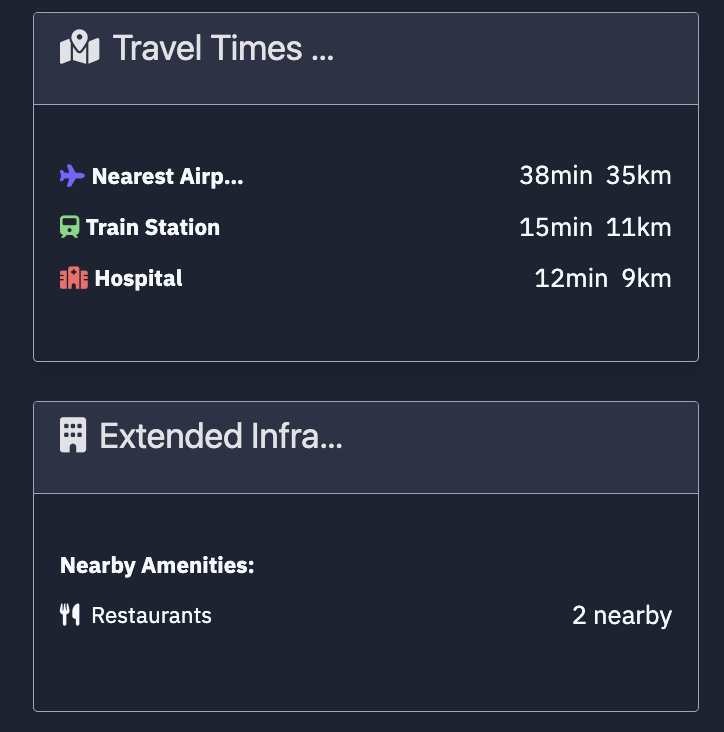 Travel Times ...
Nearest Airp... 38min 35km
Train Station 15min 11km
Hospital 12min 9km
Extended Infra...
Nearby Amenities:
Restaurants 2 nearby